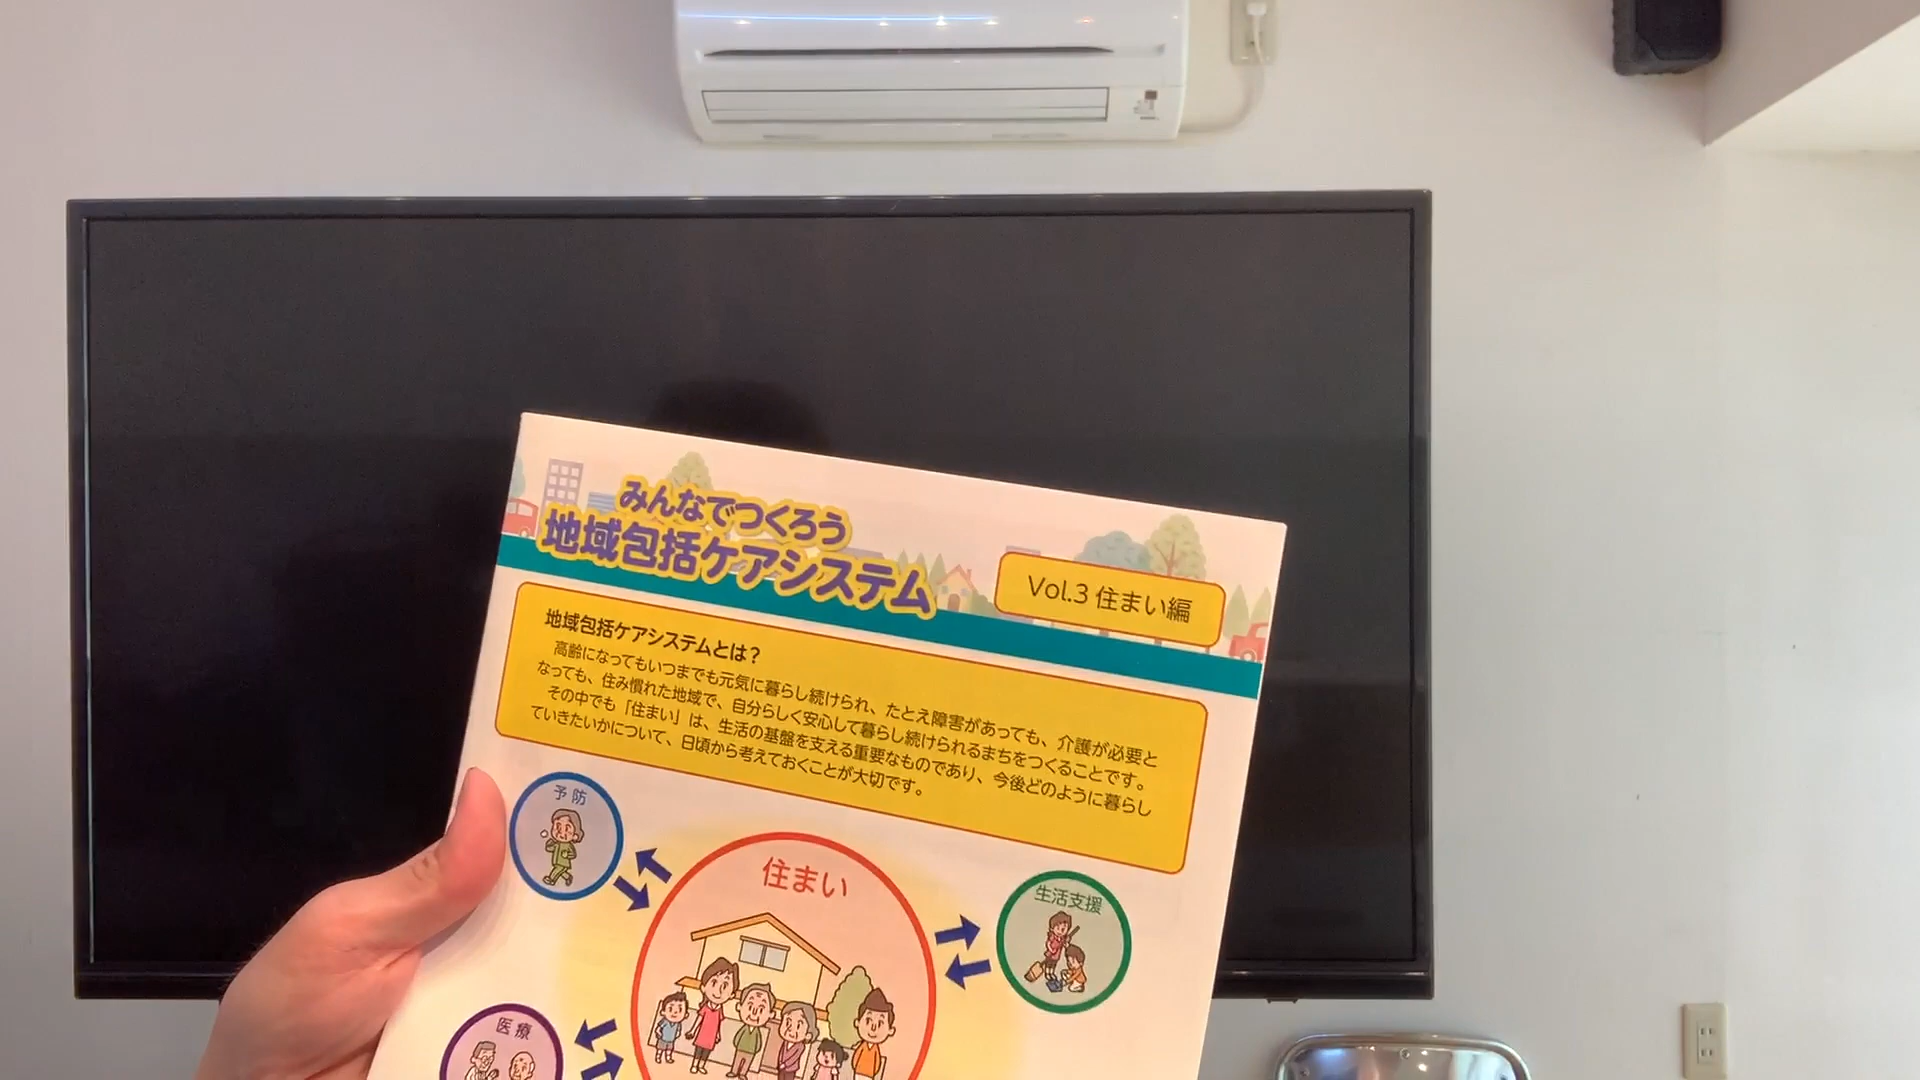 みんなでつくろう
地域包括ケアシステム
Vol.3 住まい編
地域包括ケアシステムとは?
高齢になってもいつまでも元気に暮らし続けられ、たとえ障害があっても、介護が必要と
なっても、住み慣れた地域で、自分らしく安心して暮らし続けられるまちをつくることです。
その中でも「住まい」は、生活の基盤を支える重要なものであり、今後どのように暮らし
ていきたいかについて、日頃から考えておくことが大切です。
予防
住まい
生活支援
医療